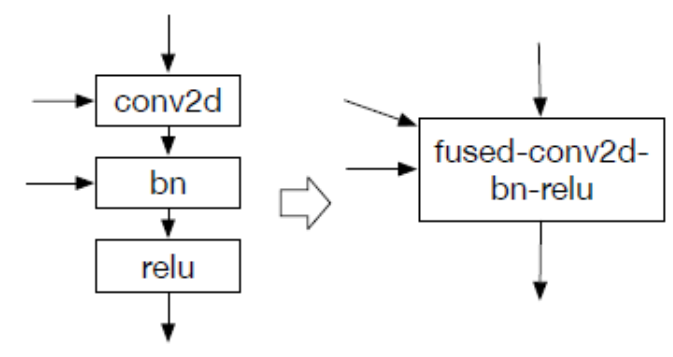 conv2d
bn
relu
fused-conv2d-
bn-relu